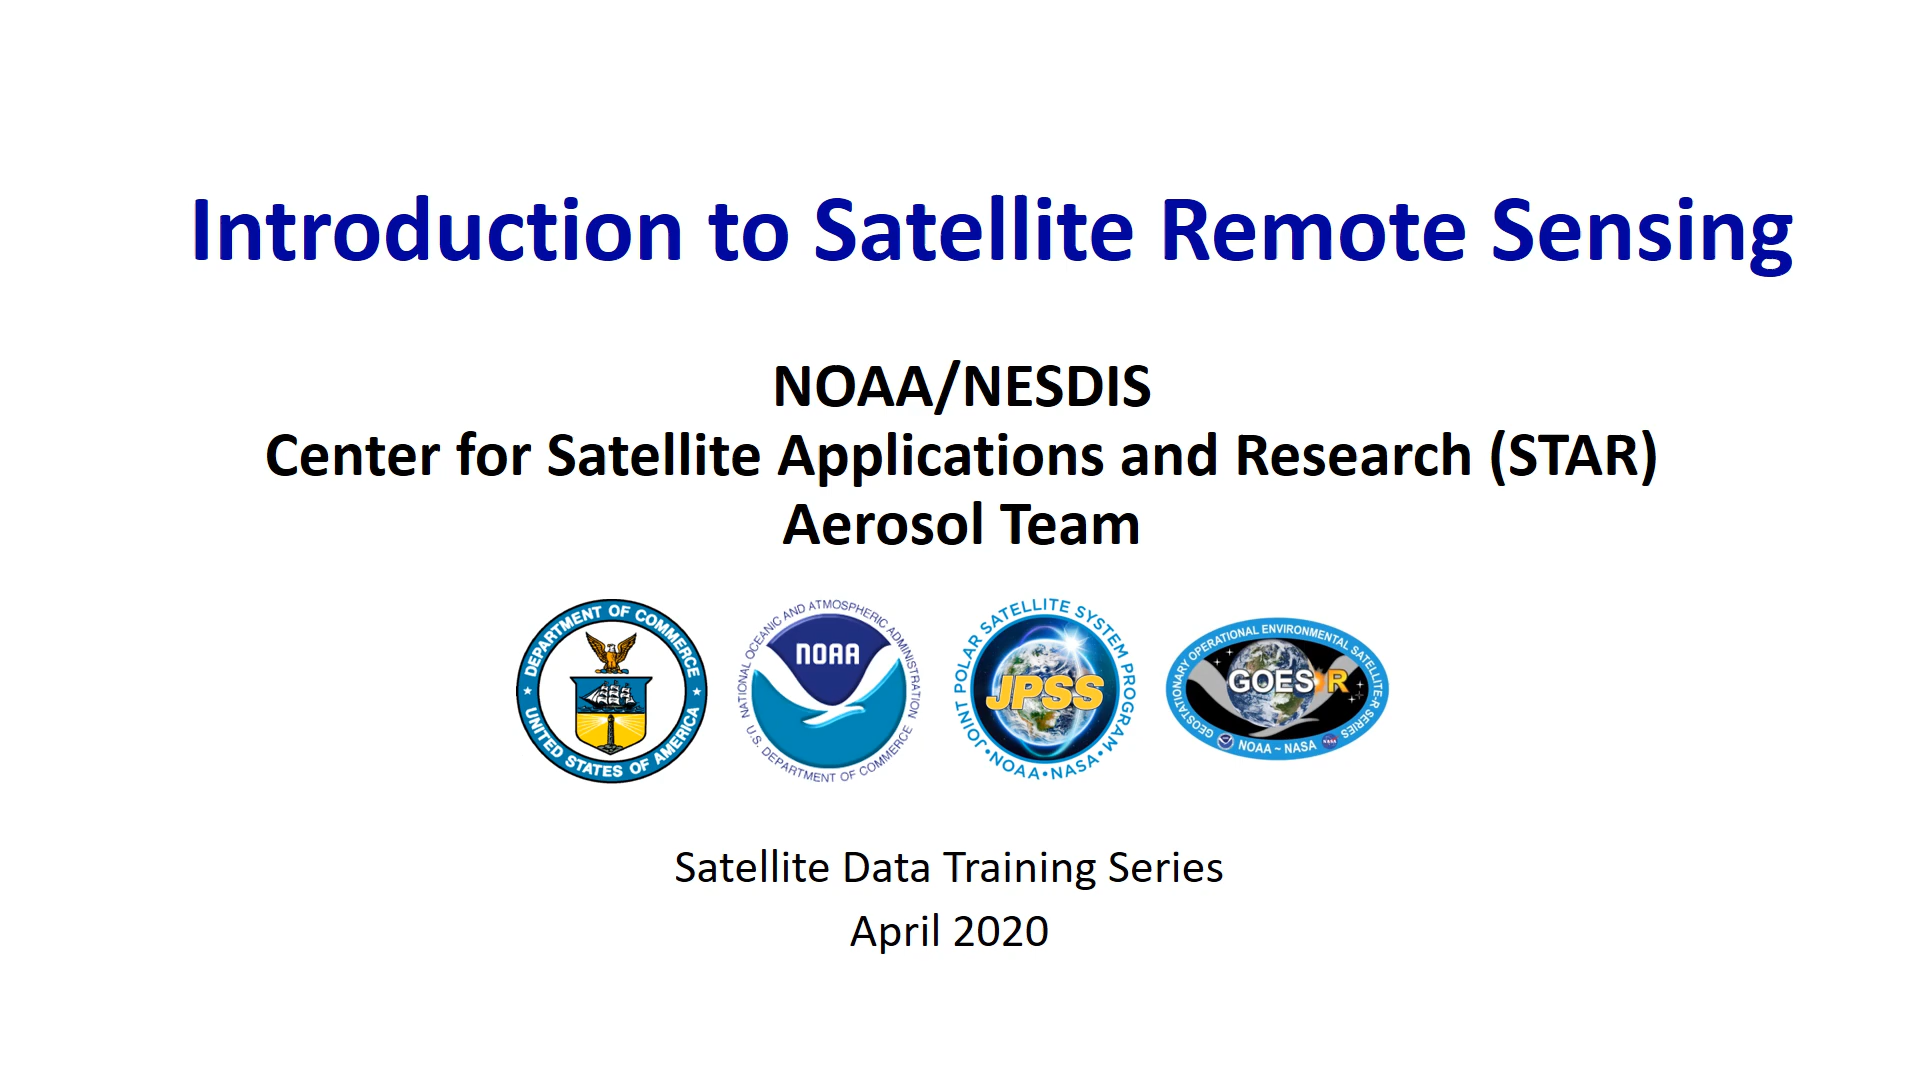 Introduction to Satellite Remote Sensing
NOAA/NESDIS
Center for Satellite Applications and Research (STAR)
Aerosol Team
DEPARTMENT OF COMMERCE
UNITED STATES OF AMERICA
NATIONAL OCEANIC AND ATMOSPHERIC ADMINISTRATION
NOAA
U.S. DEPARTMENT OF COMMERCE
JOINT POLAR SATELLITE SYSTEM PROGRAM
JPSS
•NOAA•NASA•
GEOSTATIONARY OPERATIONAL ENVIRONMENTAL SATELLITE-R SERIES
GOES R
NOAA ~ NASA
Satellite Data Training Series
April 2020